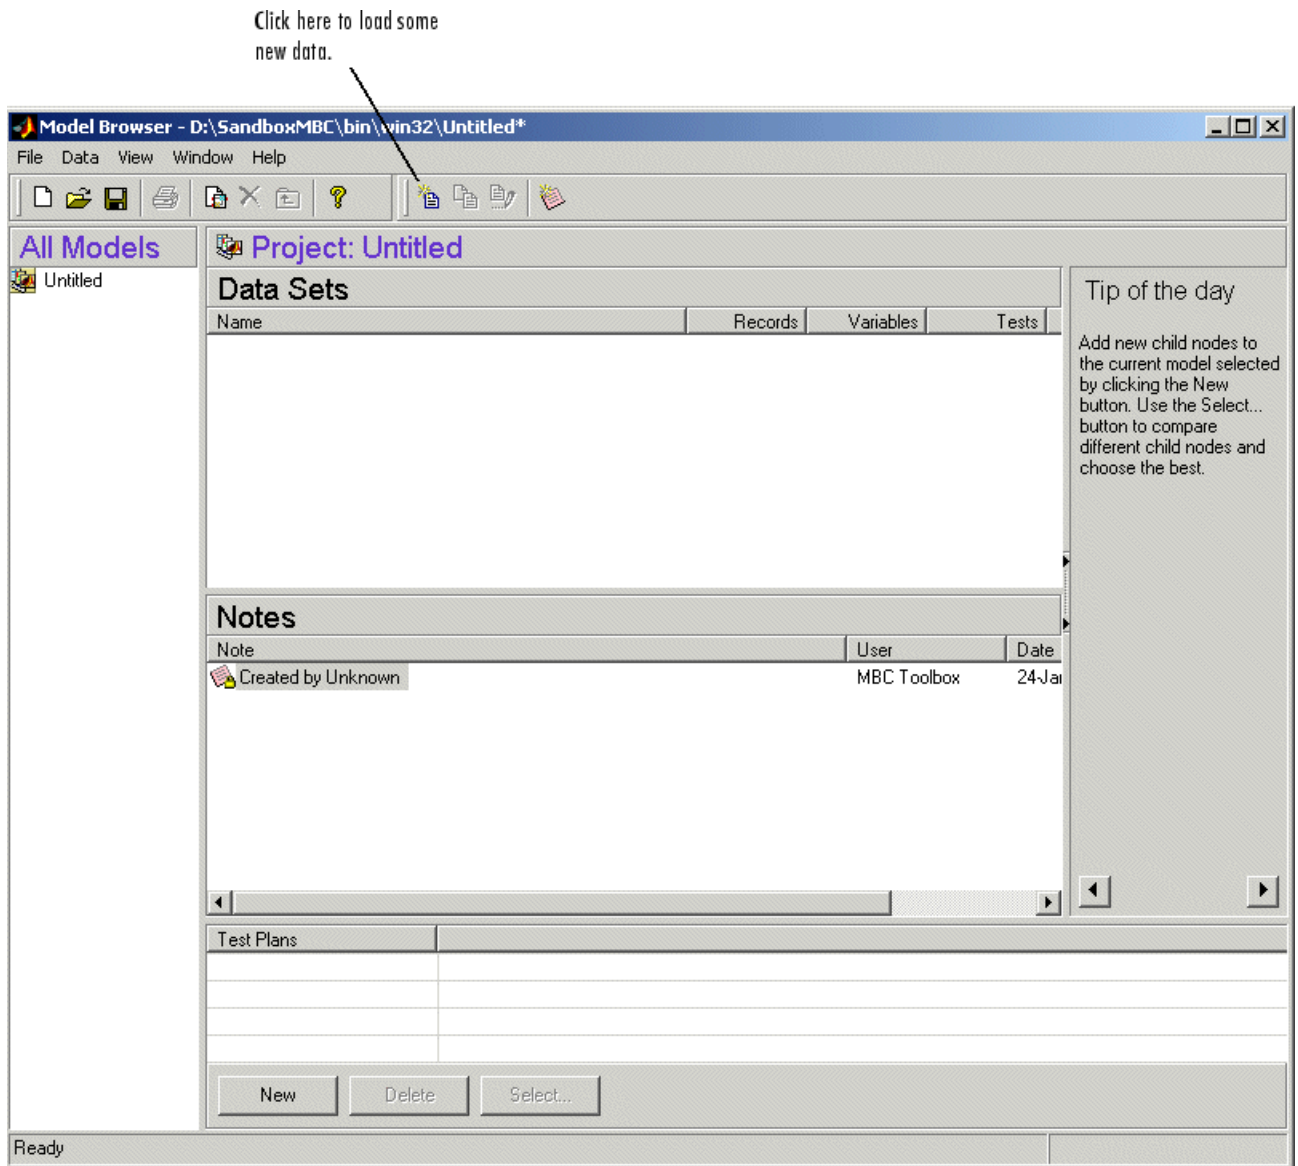 Click here to load some
new data.
Model Browser - D:\SandboxMBC\bin\win32\Untitled*
File Data View Window Help
All Models
Project: Untitled
Untitled
Data Sets
Name Records Variables Tests
Tip of the day
Add new child nodes to
the current model selected
by clicking the New
button. Use the Select...
button to compare
different child nodes and
choose the best.
Notes
Note User Date
Created by Unknown MBC Toolbox 24-Jan
Test Plans
New Delete Select...
Ready